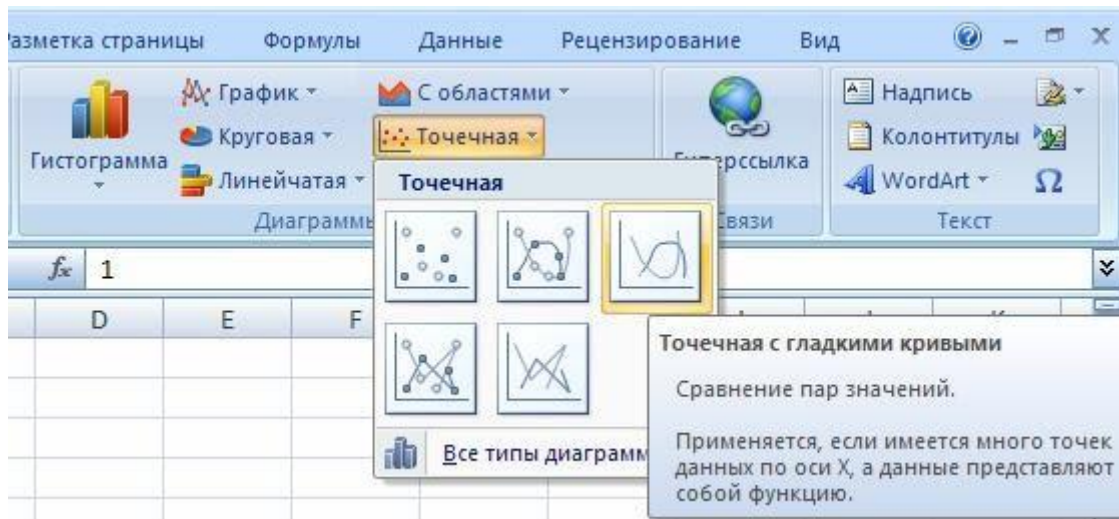 Разметка страницы Формулы Данные Рецензирование Вид
График
С областями
Надпись
Круговая
Точечная
Колонтитулы
Гистограмма
Линейчатая
WordArt
Точечная
Диаграммы
Связи
Текст
fx 1
D E F
Точечная с гладкими кривыми
Сравнение пар значений.
Применяется, если имеется много точек
данных по оси X, а данные представляют
собой функцию.
Все типы диаграмм